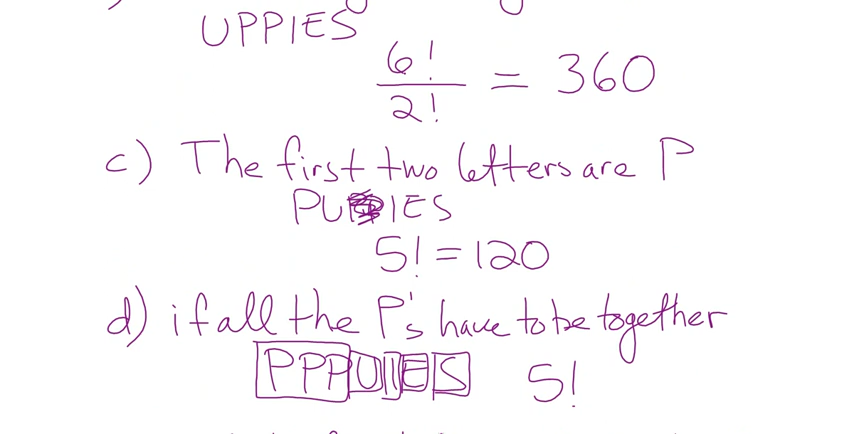 UPPIES
6!
2!
= 360
c) The first two letters are P
PUIES
5! = 120
d) if all the P's have to be together
PPPUIES 5!